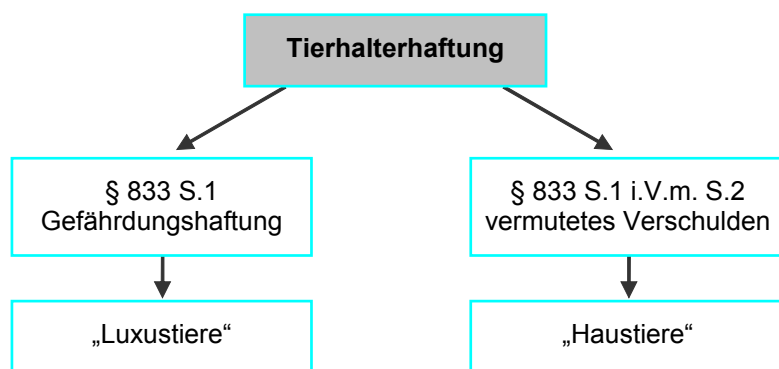 Tierhalterhaftung
§ 833 S.1
Gefährdungshaftung
§ 833 S.1 i.V.m. S.2
vermutetes Verschulden
„Luxustiere“
„Haustiere“